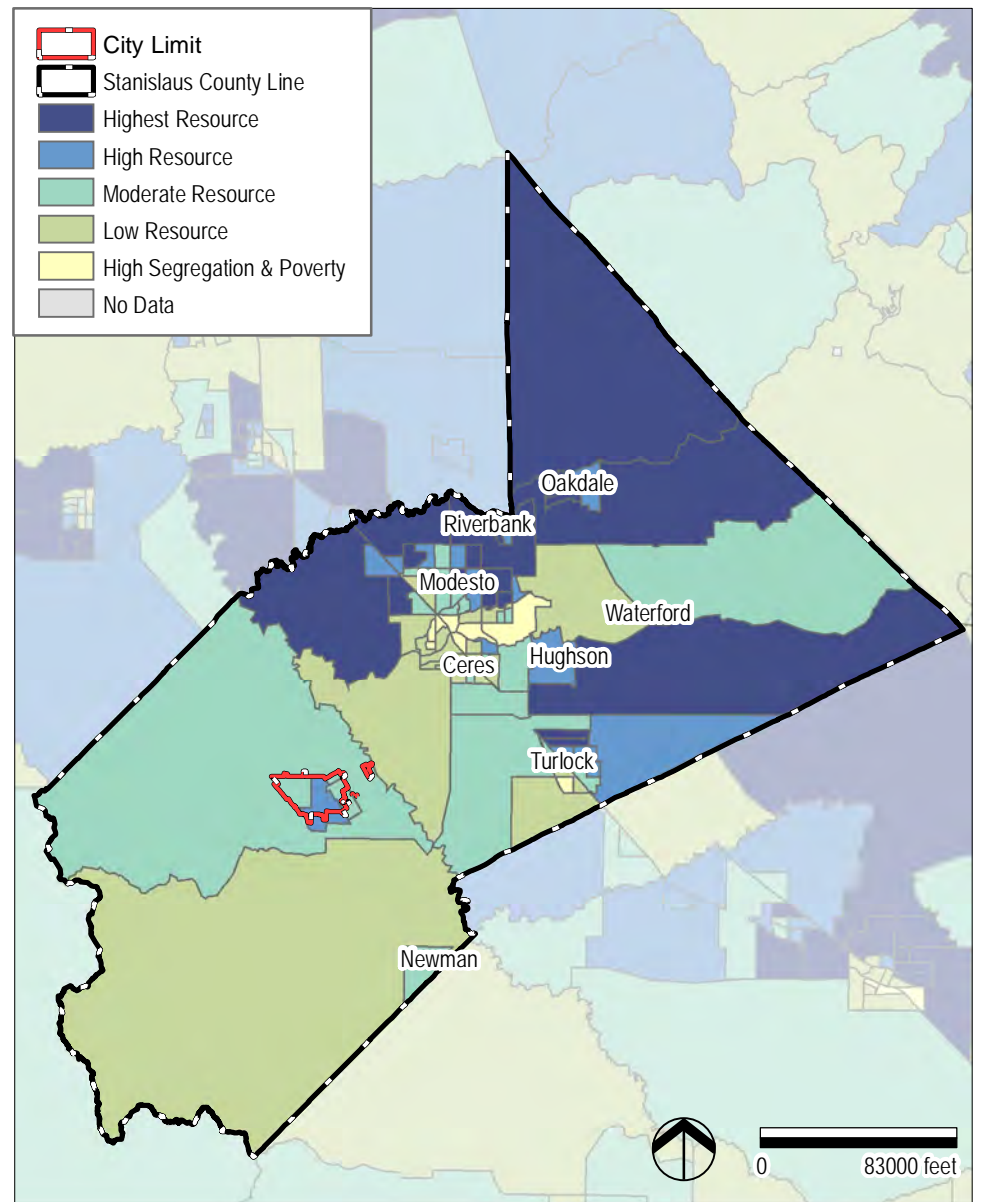 City Limit
Stanislaus County Line
Highest Resource
High Resource
Moderate Resource
Low Resource
High Segregation & Poverty
No Data
Oakdale
Riverbank
Modesto
Waterford
Hughson
Ceres
Turlock
Newman
0 83000 feet